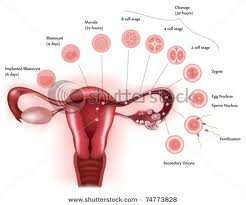 Cleavage
(30 hours)
Morula
(72 hours)
8 cell stage
4 cell stage
2 cell stage
Blastocyst
(4 days)
Implanted Blastocyst
(6 days)
Zygote
Egg Nucleus
Sperm Nucleus
Fertilization
Secondary Oocyte
shutterstock
www.shutterstock.com · 74773828